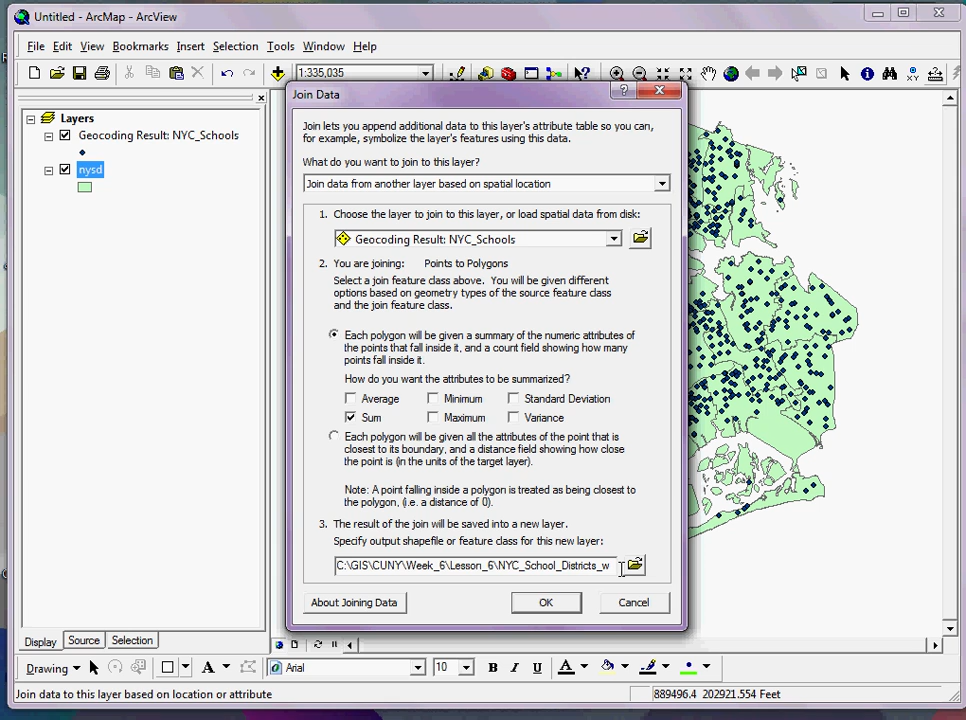 Untitled - ArcMap - ArcView
File Edit View Bookmarks Insert Selection Tools Window Help
1:335,035
Layers
Geocoding Result: NYC_Schools
nysd
Join Data
Join lets you append additional data to this layer's attribute table so you can,
for example, symbolize the layer's features using this data.
What do you want to join to this layer?
Join data from another layer based on spatial location
1. Choose the layer to join to this layer, or load spatial data from disk:
Geocoding Result: NYC_Schools
2. You are joining: Points to Polygons
Select a join feature class above. You will be given different
options based on geometry types of the source feature class
and the join feature class.
Each polygon will be given a summary of the numeric attributes of
the points that fall inside it, and a count field showing how many
points fall inside it.
How do you want the attributes to be summarized?
Average Minimum Standard Deviation
Sum Maximum Variance
Each polygon will be given all the attributes of the point that is
closest to its boundary, and a distance field showing how close
the point is (in the units of the target layer).
Note: A point falling inside a polygon is treated as being closest to
the polygon, (i.e. a distance of 0).
3. The result of the join will be saved into a new layer.
Specify output shapefile or feature class for this new layer:
C:\GIS\CUNY\Week_6\Lesson_6\NYC_School_Districts_w
About Joining Data OK Cancel
Display Source Selection
Drawing A Arial 10 B I U A
Join data to this layer based on location or attribute
889496.4 202921.554 Feet